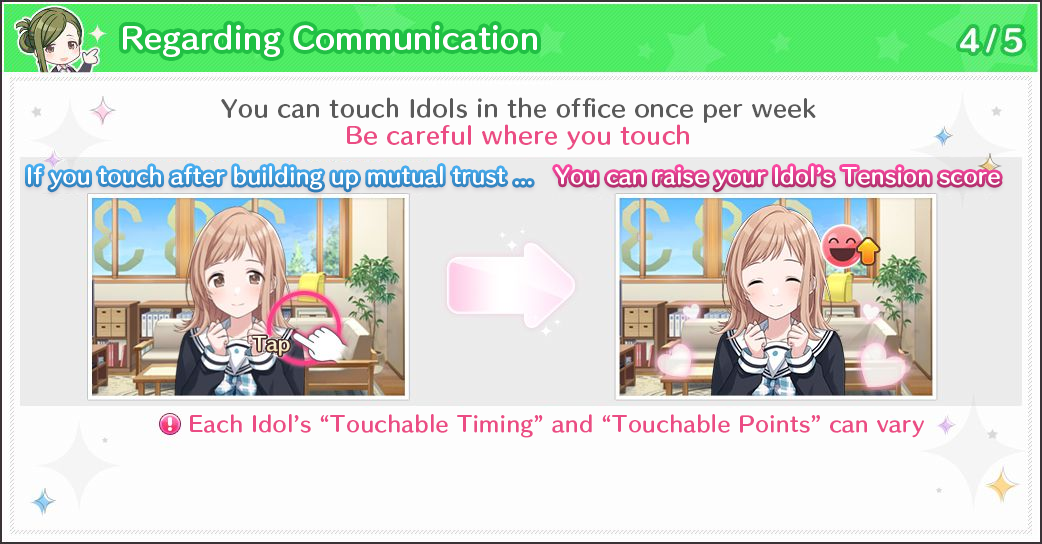 Regarding Communication
4/5
You can touch Idols in the office once per week
Be careful where you touch
If you touch after building up mutual trust ...
You can raise your Idol's Tension score
Tap
Each Idol's “Touchable Timing” and “Touchable Points” can vary